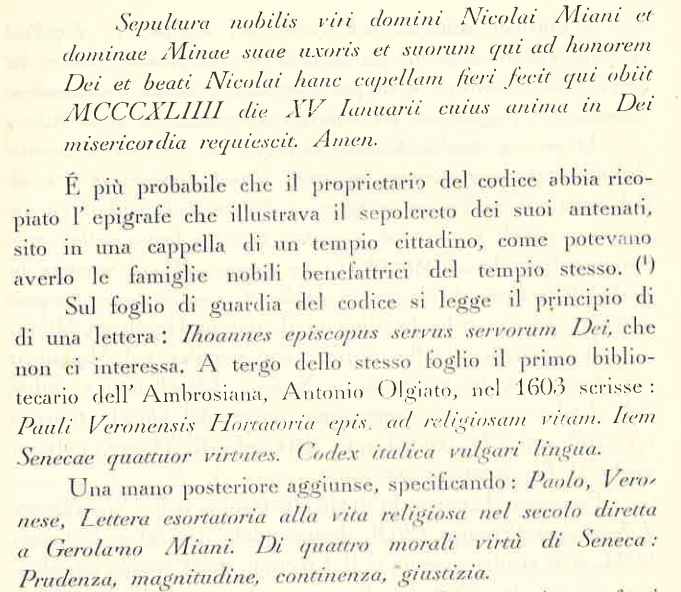 Sepultura nobilis viri domini Nicolai Miani et
dominae Minae suae uxoris et suorum qui ad honorem
Dei et beati Nicolai hanc capellam fieri fecit qui obiit
MCCCXLIIII die XV Ianuarii cuius anima in Dei
misericordia requiescit. Amen.
É più probabile che il proprietario del codice abbia rico-
piato l' epigrafe che illustrava il sepolcreto dei suoi antenati,
sito in una cappella di un tempio cittadino, come potevano
averlo le famiglie nobili benefattrici del tempio stesso. (¹)
Sul foglio di guardia del codice si legge il principio di
di una lettera : Ihoannes episcopus servus servorum Dei, che
non ci interessa. A tergo dello stesso foglio il primo biblio-
tecario dell' Ambrosiana, Antonio Olgiato, nel 1603 scrisse :
Pauli Veronensis Hortatoria epis. ad religiosam vitam. Item
Senecae quattuor virtutes. Codex italica vulgari lingua.
Una mano posteriore aggiunse, specificando : Paolo, Vero-
nese, Lettera esortatoria alla vita religiosa nel secolo diretta
a Gerolamo Miani. Di quattro morali virtù di Seneca :
Prudenza, magnitudine, continenza, giustizia.